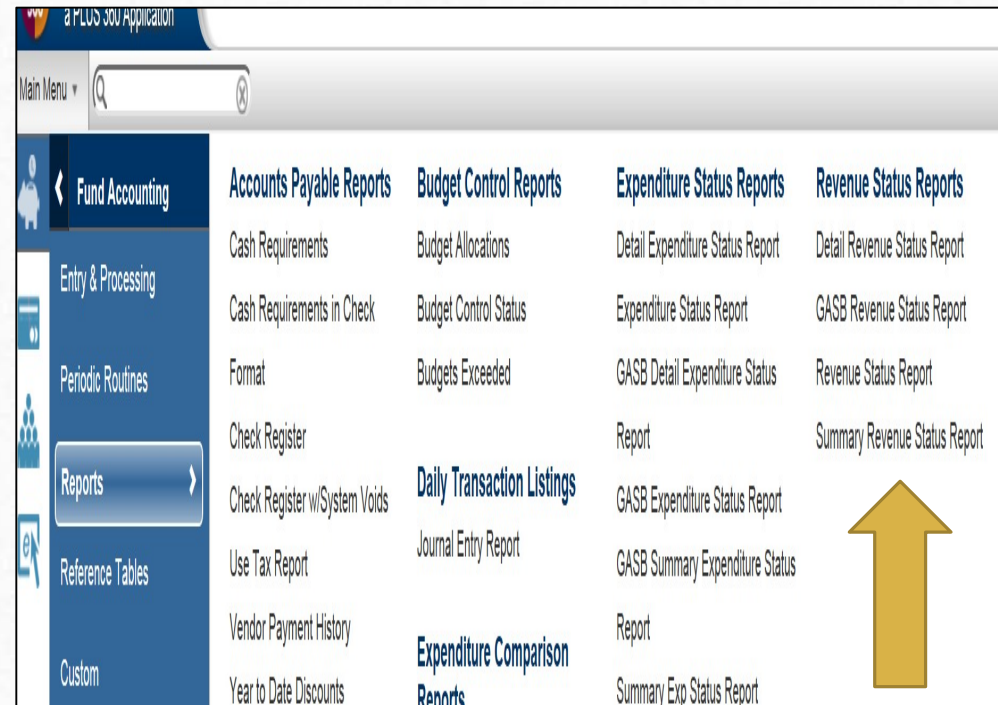 a PLUS 360 Application
Main Menu
Fund Accounting
Entry & Processing
Periodic Routines
Reports
Reference Tables
Custom
Accounts Payable Reports
Cash Requirements
Cash Requirements in Check
Format
Check Register
Check Register w/System Voids
Use Tax Report
Vendor Payment History
Year to Date Discounts
Budget Control Reports
Budget Allocations
Budget Control Status
Budgets Exceeded
Daily Transaction Listings
Journal Entry Report
Expenditure Comparison
Reports
Expenditure Status Reports
Detail Expenditure Status Report
Expenditure Status Report
GASB Detail Expenditure Status
Report
GASB Expenditure Status Report
GASB Summary Expenditure Status
Report
Summary Exp Status Report
Revenue Status Reports
Detail Revenue Status Report
GASB Revenue Status Report
Revenue Status Report
Summary Revenue Status Report